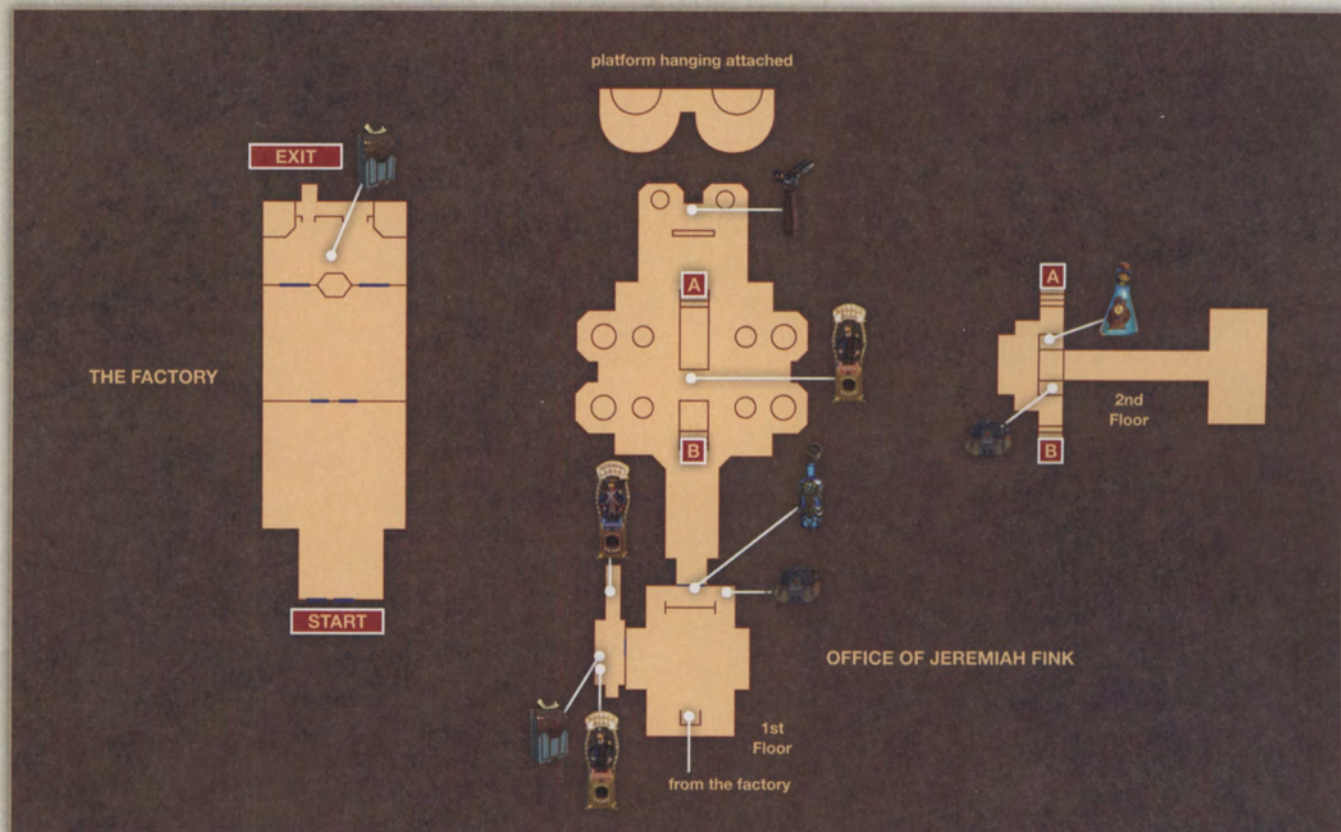 platform hanging attached
EXIT
THE FACTORY
START
A
B
1st
Floor
from the factory
OFFICE OF JEREMIAH FINK
A
2nd
Floor
B